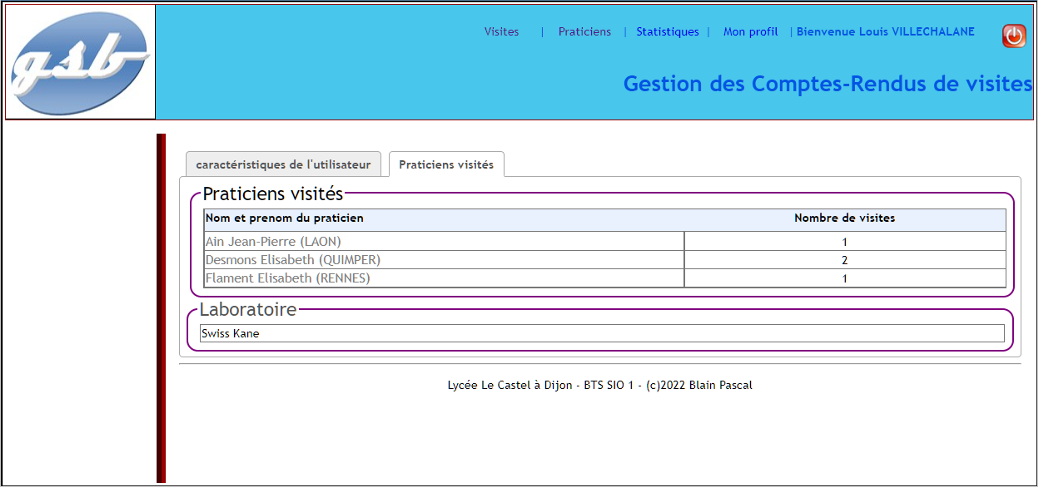 gsb
Visites | Praticiens | Statistiques | Mon profil | Bienvenue Louis VILLECHALANE
Gestion des Comptes-Rendus de visites
caractéristiques de l'utilisateur Praticiens visités
Praticiens visités
Nom et prenom du praticien Nombre de visites
Ain Jean-Pierre (LAON) 1
Desmons Elisabeth (QUIMPER) 2
Flament Elisabeth (RENNES) 1
Laboratoire
Swiss Kane
Lycée Le Castel à Dijon - BTS SIO 1 - (c)2022 Blain Pascal